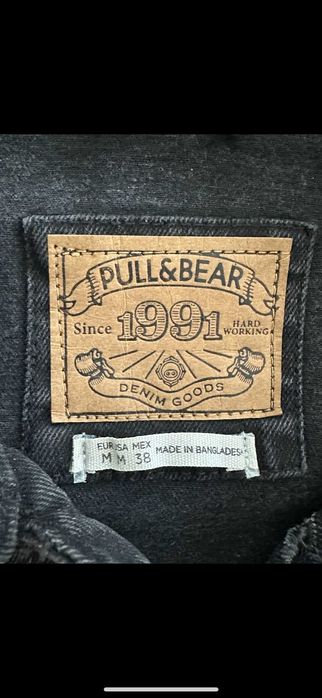 PULL&BEAR
Since 1991 HARD WORKING
DENIM GOODS
EUR USA MEX
M M 38 MADE IN BANGLADESH